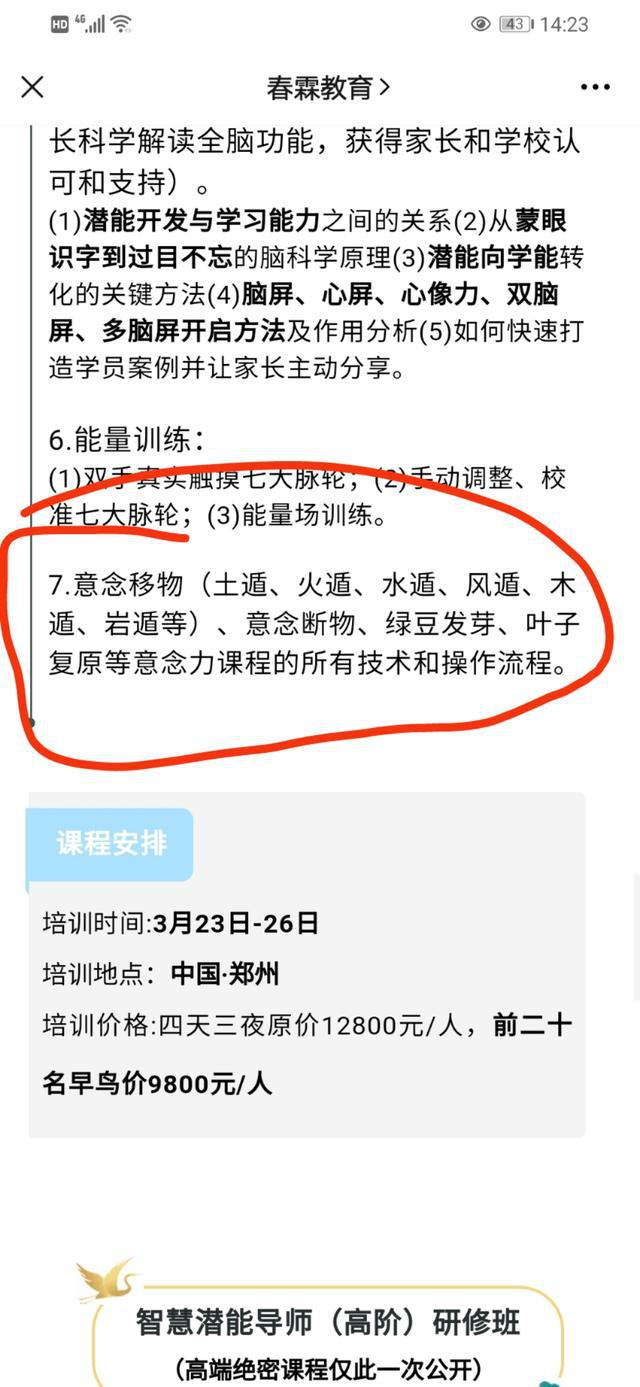 HD 4G 43 14:23
春霖教育>
长科学解读全脑功能，获得家长和学校认
可和支持）。
(1)潜能开发与学习能力之间的关系(2)从蒙眼
识字到过目不忘的脑科学原理(3)潜能向学能转
化的关键方法(4)脑屏、心屏、心像力、双脑
屏、多脑屏开启方法及作用分析(5)如何快速打
造学员案例并让家长主动分享。
6.能量训练：
(1)双手真实触摸七大脉轮；(2)手动调整、校
准七大脉轮；(3)能量场训练。
7.意念移物（土遁、火遁、水遁、风遁、木
遁、岩遁等）、意念断物、绿豆发芽、叶子
复原等意念力课程的所有技术和操作流程。
课程安排
培训时间:3月23日-26日
培训地点：中国·郑州
培训价格:四天三夜原价12800元/人，前二十
名早鸟价9800元/人
智慧潜能导师（高阶）研修班
（高端绝密课程仅此一次公开）